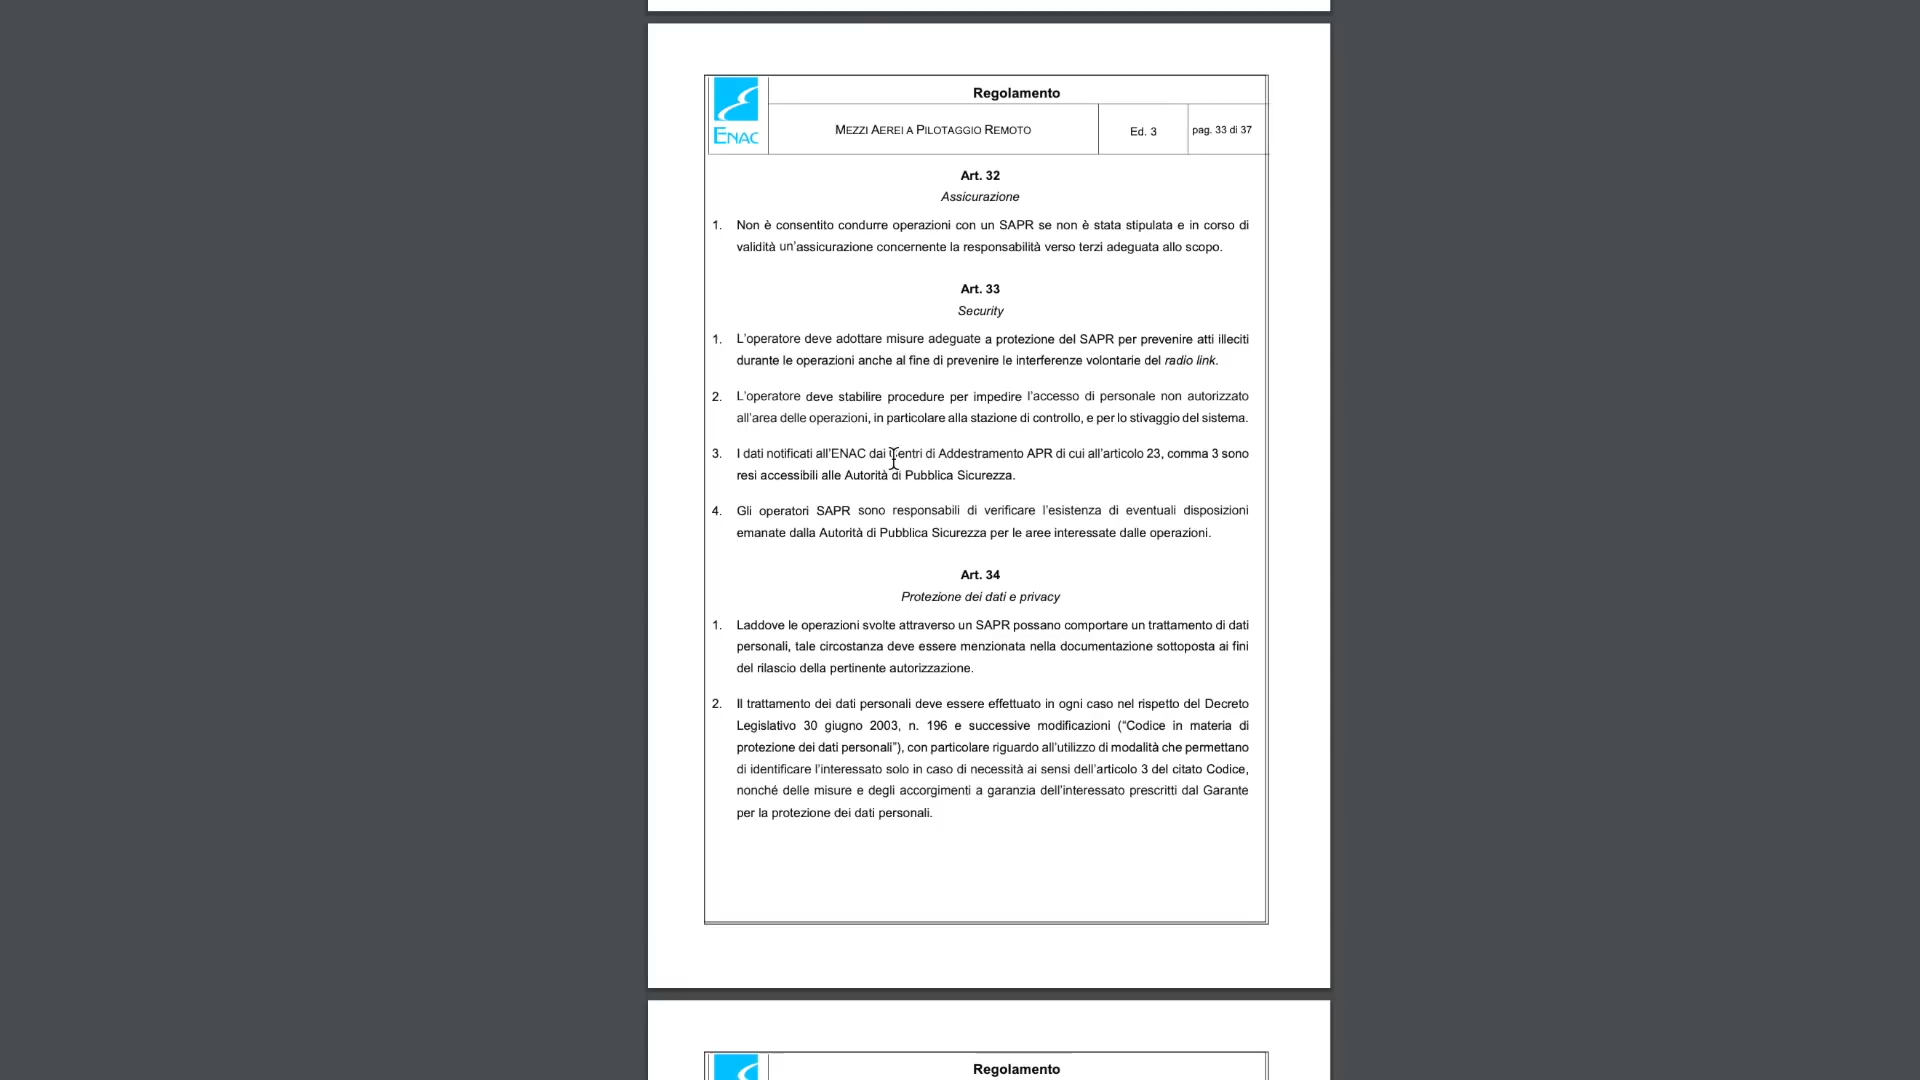 Regolamento
ENAC
MEZZI AEREI A PILOTAGGIO REMOTO
Ed. 3
pag. 33 di 37
Art. 32
Assicurazione
1. Non è consentito condurre operazioni con un SAPR se non è stata stipulata e in corso di
validità un'assicurazione concernente la responsabilità verso terzi adeguata allo scopo.
Art. 33
Security
1. L'operatore deve adottare misure adeguate a protezione del SAPR per prevenire atti illeciti
durante le operazioni anche al fine di prevenire le interferenze volontarie del radio link.
2. L'operatore deve stabilire procedure per impedire l'accesso di personale non autorizzato
all'area delle operazioni, in particolare alla stazione di controllo, e per lo stivaggio del sistema.
3. I dati notificati all'ENAC dai Centri di Addestramento APR di cui all'articolo 23, comma 3 sono
resi accessibili alle Autorità di Pubblica Sicurezza.
4. Gli operatori SAPR sono responsabili di verificare l'esistenza di eventuali disposizioni
emanate dalla Autorità di Pubblica Sicurezza per le aree interessate dalle operazioni.
Art. 34
Protezione dei dati e privacy
1. Laddove le operazioni svolte attraverso un SAPR possano comportare un trattamento di dati
personali, tale circostanza deve essere menzionata nella documentazione sottoposta ai fini
del rilascio della pertinente autorizzazione.
2. Il trattamento dei dati personali deve essere effettuato in ogni caso nel rispetto del Decreto
Legislativo 30 giugno 2003, n. 196 e successive modificazioni ("Codice in materia di
protezione dei dati personali"), con particolare riguardo all'utilizzo di modalità che permettano
di identificare l'interessato solo in caso di necessità ai sensi dell'articolo 3 del citato Codice,
nonché delle misure e degli accorgimenti a garanzia dell'interessato prescritti dal Garante
per la protezione dei dati personali.
Regolamento